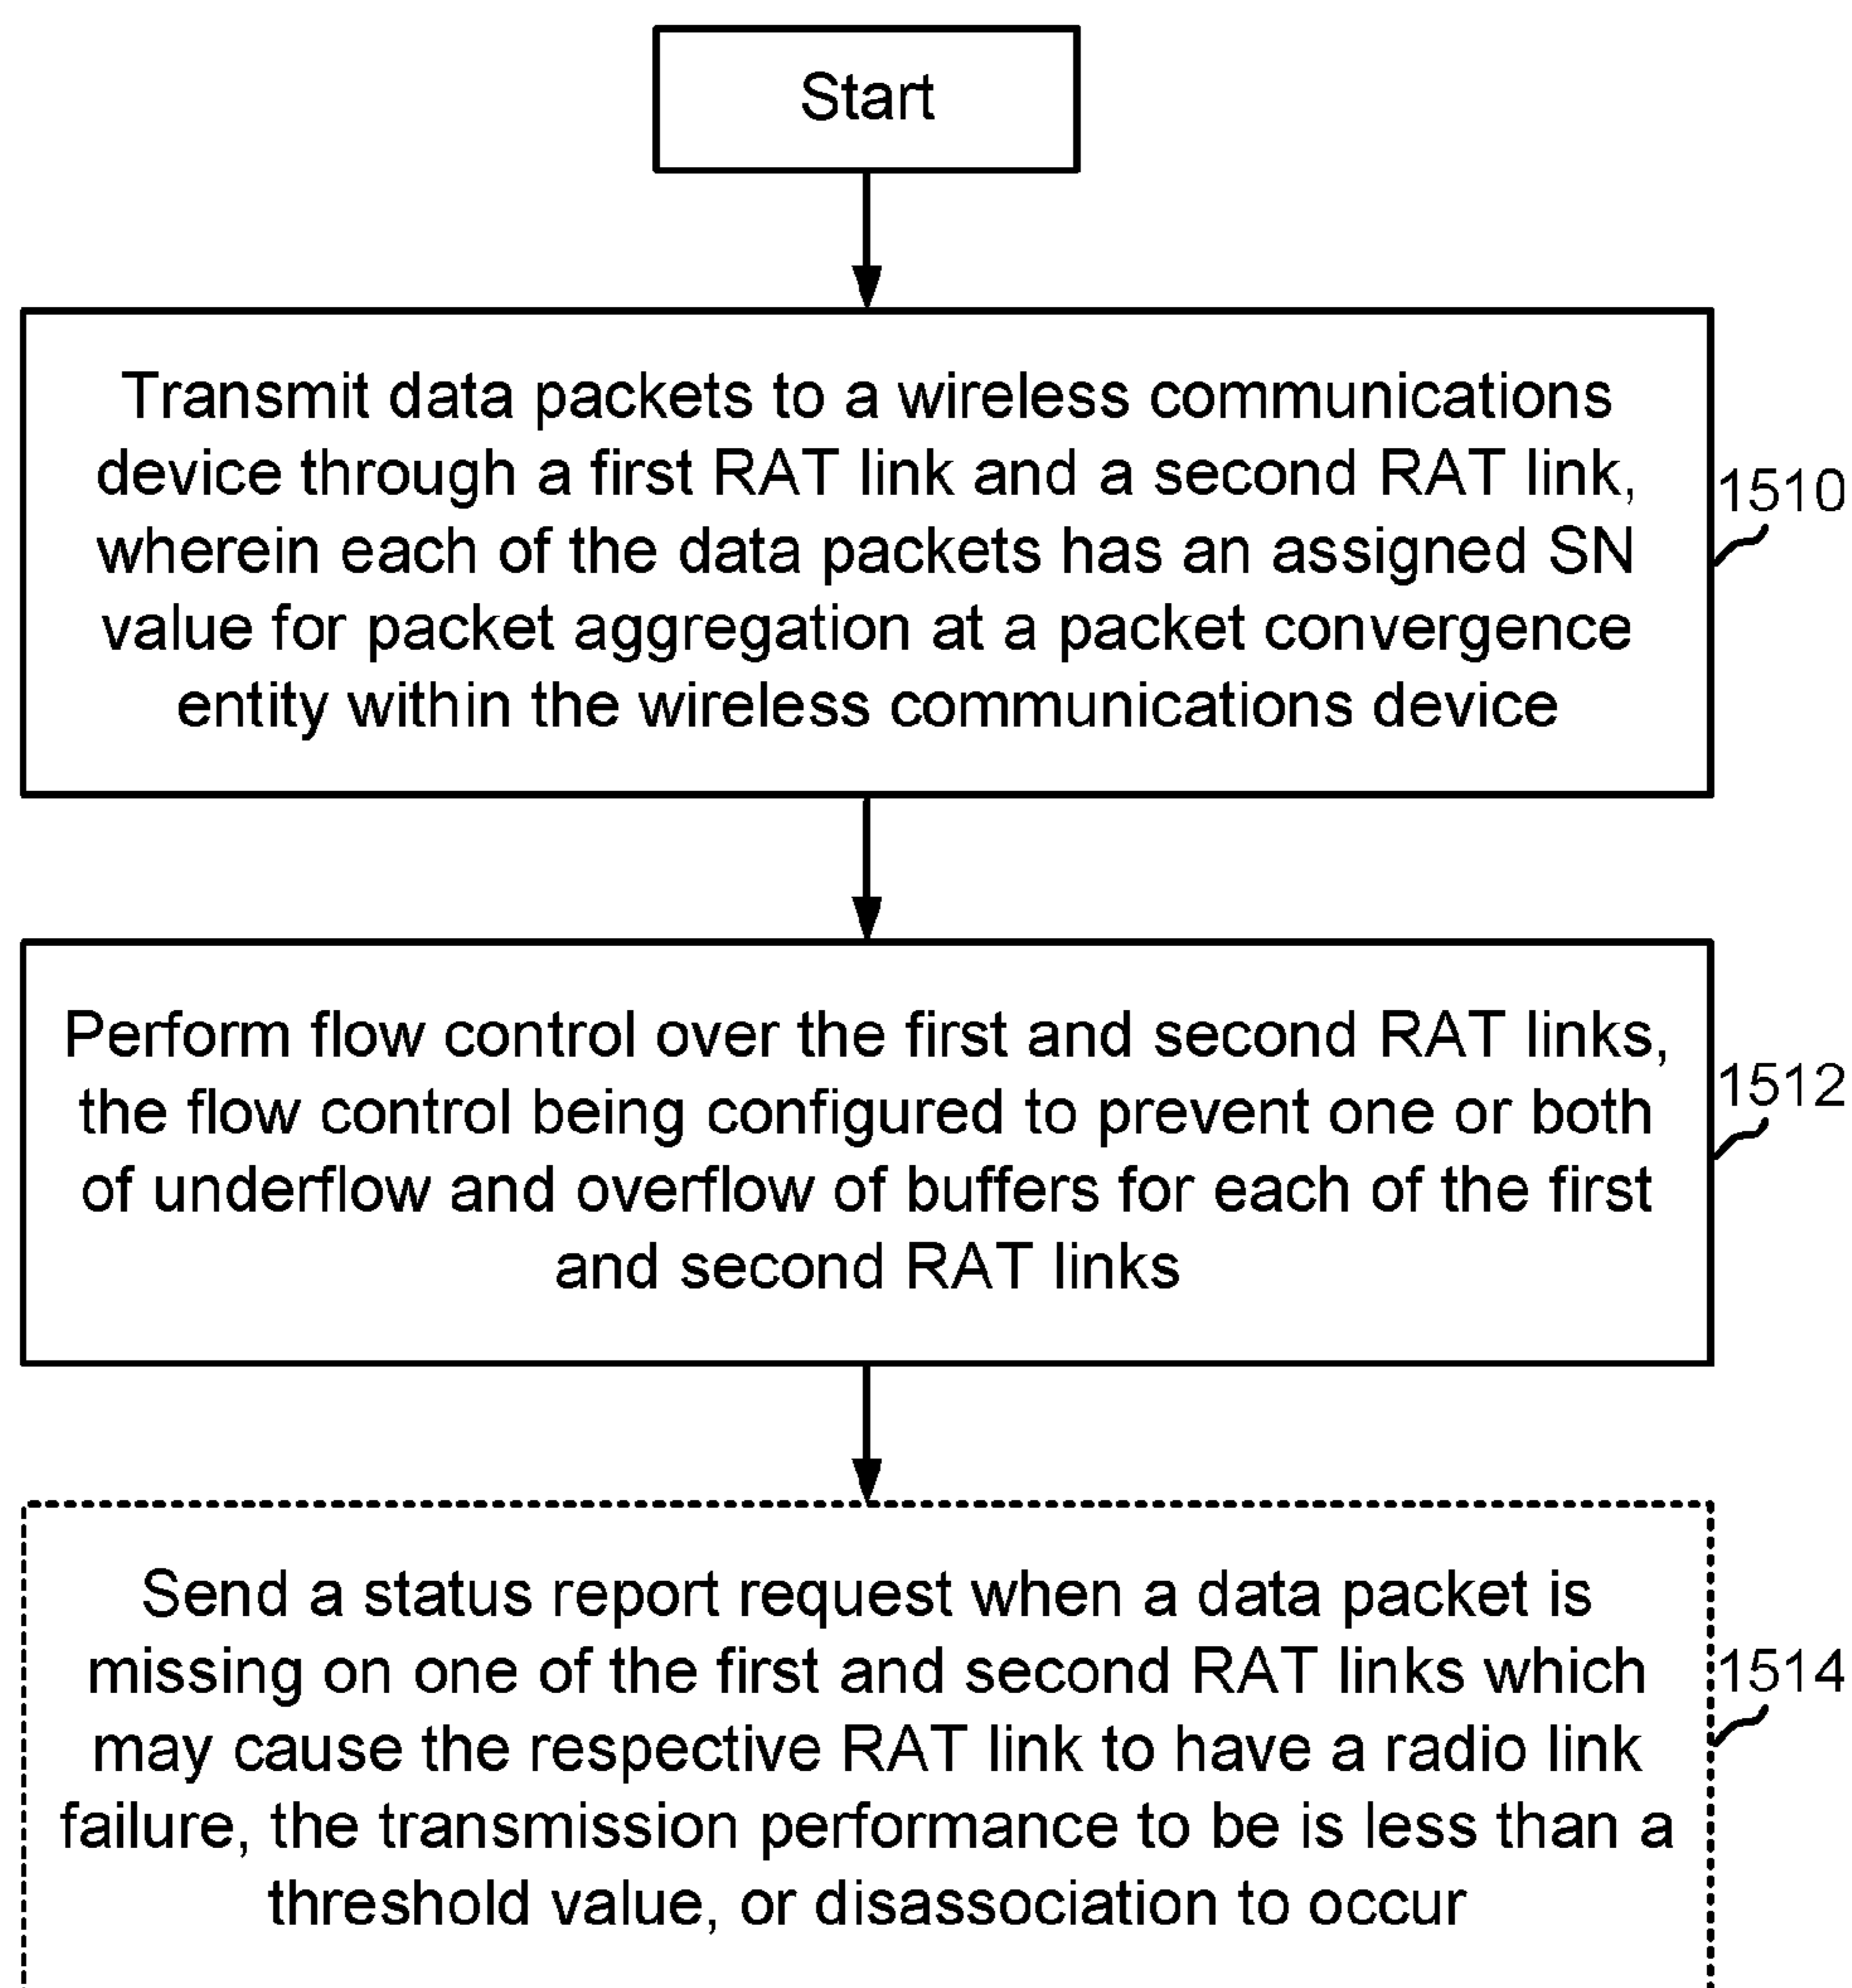 Start
Transmit data packets to a wireless communications
device through a first RAT link and a second RAT link,
wherein each of the data packets has an assigned SN
value for packet aggregation at a packet convergence
entity within the wireless communications device
1510
Perform flow control over the first and second RAT links,
the flow control being configured to prevent one or both
of underflow and overflow of buffers for each of the first
and second RAT links
1512
Send a status report request when a data packet is
missing on one of the first and second RAT links which
may cause the respective RAT link to have a radio link
failure, the transmission performance to be is less than a
threshold value, or disassociation to occur
1514